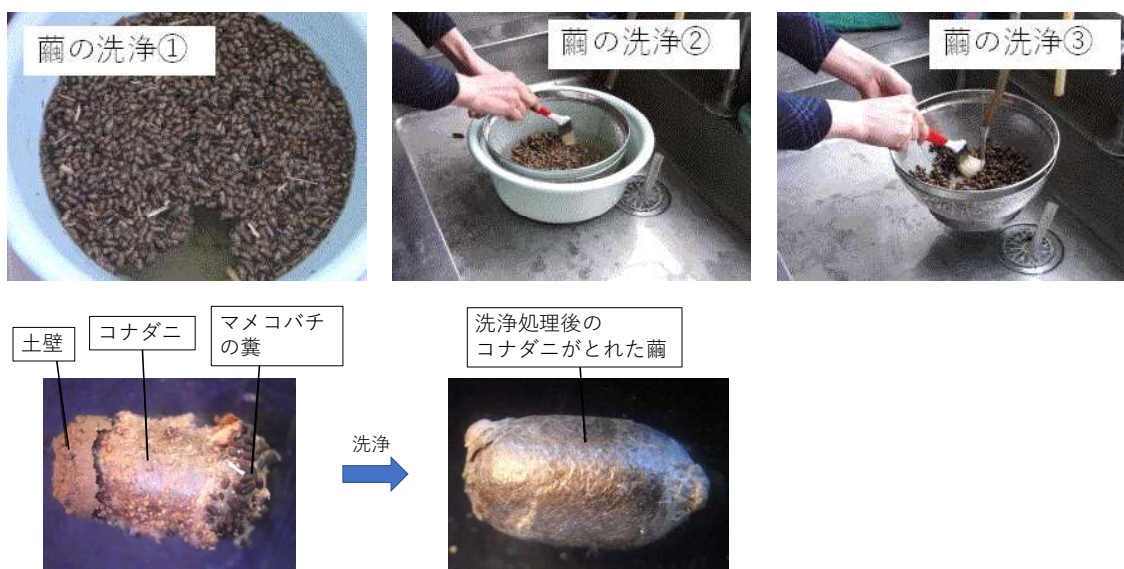 繭の洗浄①
繭の洗浄②
繭の洗浄③
土壁
コナダニ
マメコバチ
の糞
洗浄処理後の
コナダニがとれた繭
洗浄